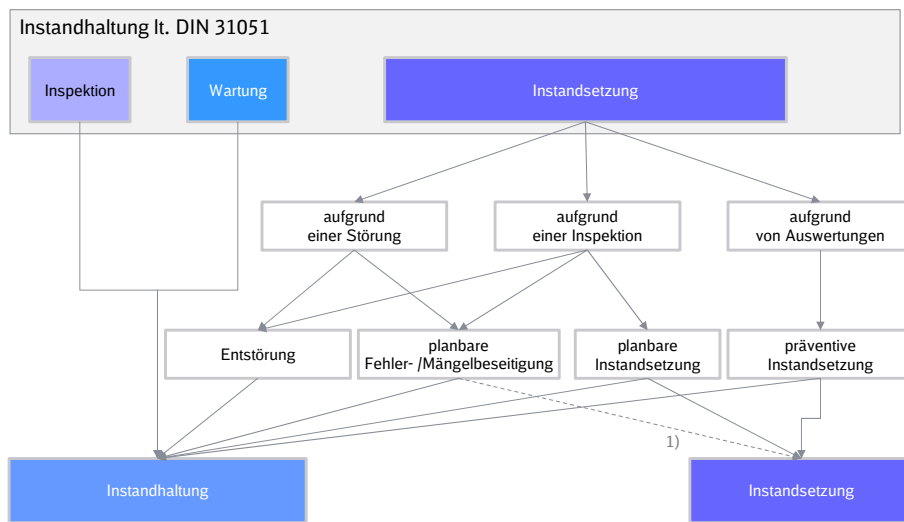 Instandhaltung lt. DIN 31051
Inspektion
Wartung
Instandsetzung
aufgrund
einer Störung
aufgrund
einer Inspektion
aufgrund
von Auswertungen
Entstörung
planbare
Fehler- /Mängelbeseitigung
planbare
Instandsetzung
präventive
Instandsetzung
1)
Instandhaltung
Instandsetzung